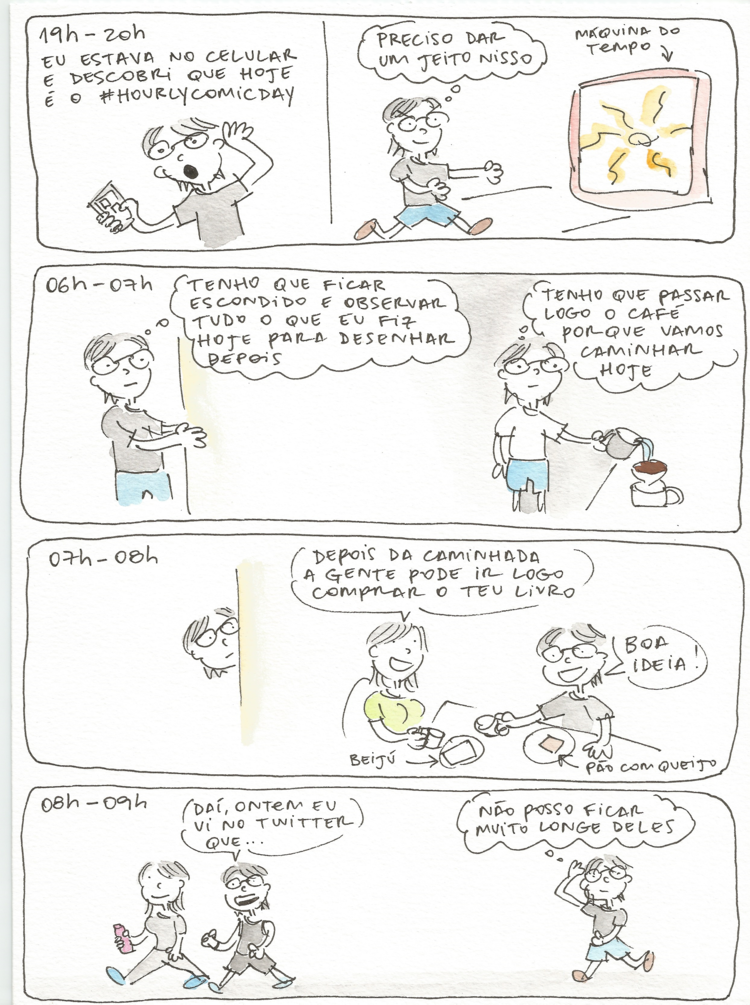 19h - 20h
EU ESTAVA NO CELULAR
E DESCOBRI QUE HOJE
É O #HOURLYCOMICDAY
PRECISO DAR
UM JEITO NISSO
MÁQUINA DO
TEMPO
06h - 07h
TENHO QUE FICAR
ESCONDIDO E OBSERVAR
TUDO O QUE EU FIZ
HOJE PARA DESENHAR
DEPOIS
TENHO QUE PASSAR
LOGO O CAFÉ
PORQUE VAMOS
CAMINHAR
HOJE
07h - 08h
DEPOIS DA CAMINHADA
A GENTE PODE IR LOGO
COMPRAR O TEU LIVRO
BOA
IDEIA!
BEIJÚ
PÃO COM QUEIJO
08h - 09h
DAÍ, ONTEM EU
VI NO TWITTER
QUE...
NÃO POSSO FICAR
MUITO LONGE DELES